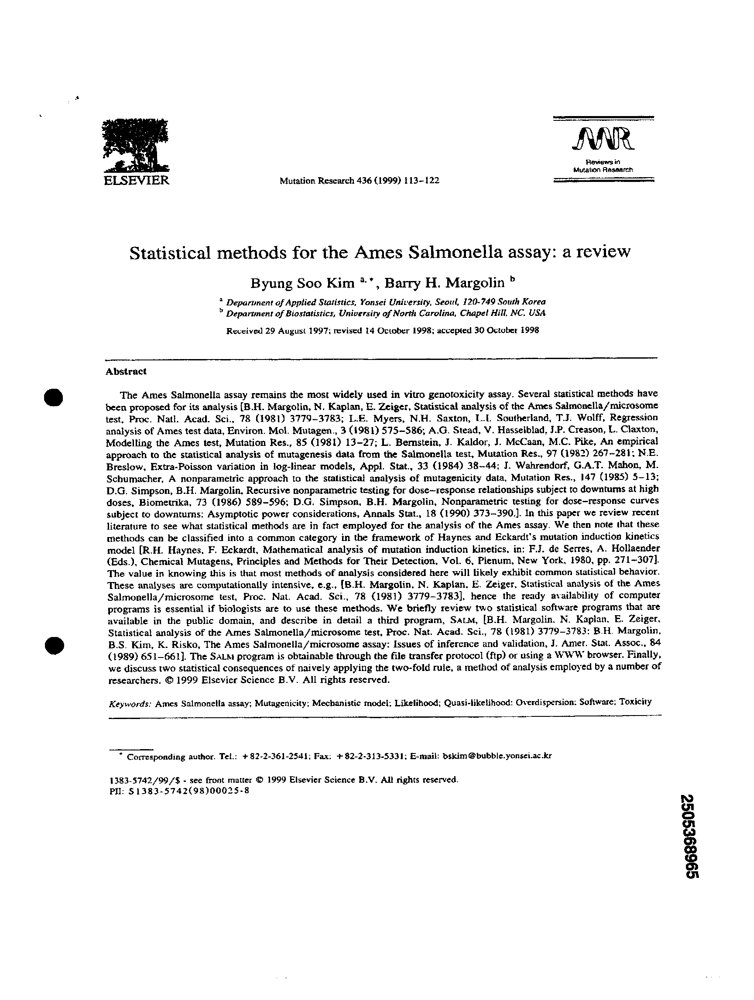 ELSEVIER
Mutation Research 436 (1999) 113–122
MR
Reviews in
Mutation Research
Statistical methods for the Ames Salmonella assay: a review
Byung Soo Kim a,*, Barry H. Margolin b
a Department of Applied Statistics, Yonsei University, Seoul, 120-749 South Korea
b Department of Biostatistics, University of North Carolina, Chapel Hill, NC, USA
Received 29 August 1997; revised 14 October 1998; accepted 30 October 1998
Abstract
The Ames Salmonella assay remains the most widely used in vitro genotoxicity assay. Several statistical methods have
been proposed for its analysis [B.H. Margolin, N. Kaplan, E. Zeiger, Statistical analysis of the Ames Salmonella/microsome
test, Proc. Natl. Acad. Sci., 78 (1981) 3779–3783; L.E. Myers, N.H. Saxton, L.I. Southerland, T.J. Wolff, Regression
analysis of Ames test data, Environ. Mol. Mutagen., 3 (1981) 575–586; A.G. Stead, V. Hasselblad, J.P. Creason, L. Claxton,
Modelling the Ames test, Mutation Res., 85 (1981) 13–27; L. Bernstein, J. Kaldor, J. McCaan, M.C. Pike, An empirical
approach to the statistical analysis of mutagenesis data from the Salmonella test, Mutation Res., 97 (1982) 267–281; N.E.
Breslow, Extra-Poisson variation in log-linear models, Appl. Stat., 33 (1984) 38–44; J. Wahrendorf, G.A.T. Mahon, M.
Schumacher, A nonparametric approach to the statistical analysis of mutagenicity data, Mutation Res., 147 (1985) 5–13;
D.G. Simpson, B.H. Margolin, Recursive nonparametric testing for dose–response relationships subject to downturns at high
doses, Biometrika, 73 (1986) 589–596; D.G. Simpson, B.H. Margolin, Nonparametric testing for dose–response curves
subject to downturns: Asymptotic power considerations, Annals Stat., 18 (1990) 373–390.]. In this paper we review recent
literature to see what statistical methods are in fact employed for the analysis of the Ames assay. We then note that these
methods can be classified into a common category in the framework of Haynes and Eckardt's mutation induction kinetics
model [R.H. Haynes, F. Eckardt, Mathematical analysis of mutation induction kinetics, in: F.J. de Serres, A. Hollaender
(Eds.), Chemical Mutagens, Principles and Methods for Their Detection, Vol. 6, Plenum, New York, 1980, pp. 271–307].
The value in knowing this is that most methods of analysis considered here will likely exhibit common statistical behavior.
These analyses are computationally intensive, e.g., [B.H. Margolin, N. Kaplan, E. Zeiger, Statistical analysis of the Ames
Salmonella/microsome test, Proc. Nat. Acad. Sci., 78 (1981) 3779–3783], hence the ready availability of computer
programs is essential if biologists are to use these methods. We briefly review two statistical software programs that are
available in the public domain, and describe in detail a third program, SALM, [B.H. Margolin, N. Kaplan, E. Zeiger,
Statistical analysis of the Ames Salmonella/microsome test, Proc. Nat. Acad. Sci., 78 (1981) 3779–3783; B.H. Margolin,
B.S. Kim, K. Risko, The Ames Salmonella/microsome assay: Issues of inference and validation, J. Amer. Stat. Assoc., 84
(1989) 651–661]. The SALM program is obtainable through the file transfer protocol (ftp) or using a WWW browser. Finally,
we discuss two statistical consequences of naively applying the two-fold rule, a method of analysis employed by a number of
researchers. © 1999 Elsevier Science B.V. All rights reserved.
Keywords: Ames Salmonella assay; Mutagenicity; Mechanistic model; Likelihood; Quasi-likelihood; Overdispersion; Software; Toxicity
* Corresponding author. Tel.: +82-2-361-2541; Fax: +82-2-313-5331; E-mail: bskim@bubble.yonsei.ac.kr
1383-5742/99/$ - see front matter © 1999 Elsevier Science B.V. All rights reserved.
PII: S1383-5742(98)00025-8
2505368965